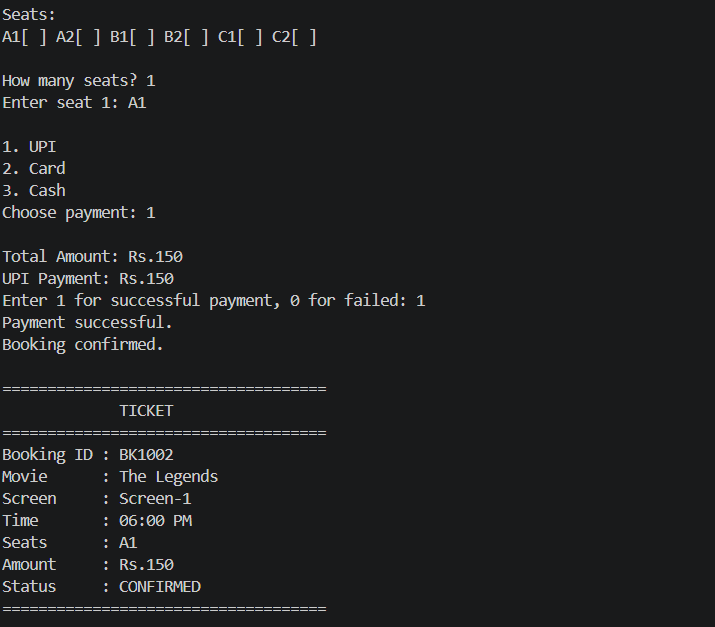 Seats:
A1[ ] A2[ ] B1[ ] B2[ ] C1[ ] C2[ ]
How many seats? 1
Enter seat 1: A1
1. UPI
2. Card
3. Cash
Choose payment: 1
Total Amount: Rs.150
UPI Payment: Rs.150
Enter 1 for successful payment, 0 for failed: 1
Payment successful.
Booking confirmed.
====================================
TICKET
====================================
Booking ID : BK1002
Movie      : The Legends
Screen     : Screen-1
Time       : 06:00 PM
Seats      : A1
Amount     : Rs.150
Status     : CONFIRMED
====================================